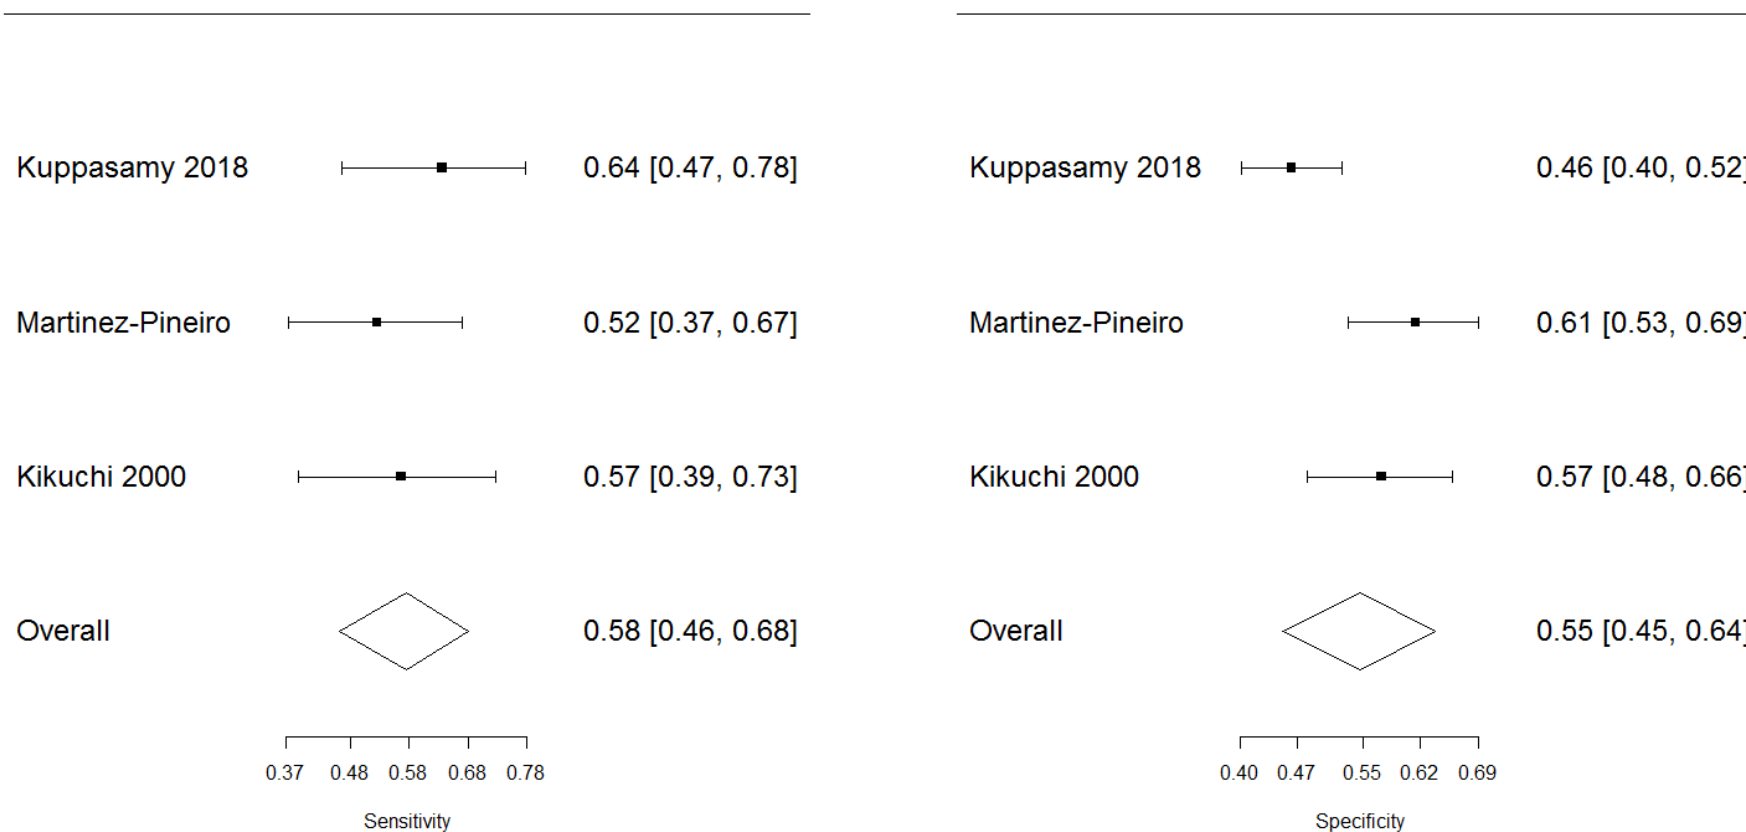 Kuppasamy 2018 0.64 [0.47, 0.78]
Martinez-Pineiro 0.52 [0.37, 0.67]
Kikuchi 2000 0.57 [0.39, 0.73]
Overall 0.58 [0.46, 0.68]
0.37 0.48 0.58 0.68 0.78
Sensitivity
Kuppasamy 2018 0.46 [0.40, 0.52]
Martinez-Pineiro 0.61 [0.53, 0.69]
Kikuchi 2000 0.57 [0.48, 0.66]
Overall 0.55 [0.45, 0.64]
0.40 0.47 0.55 0.62 0.69
Specificity